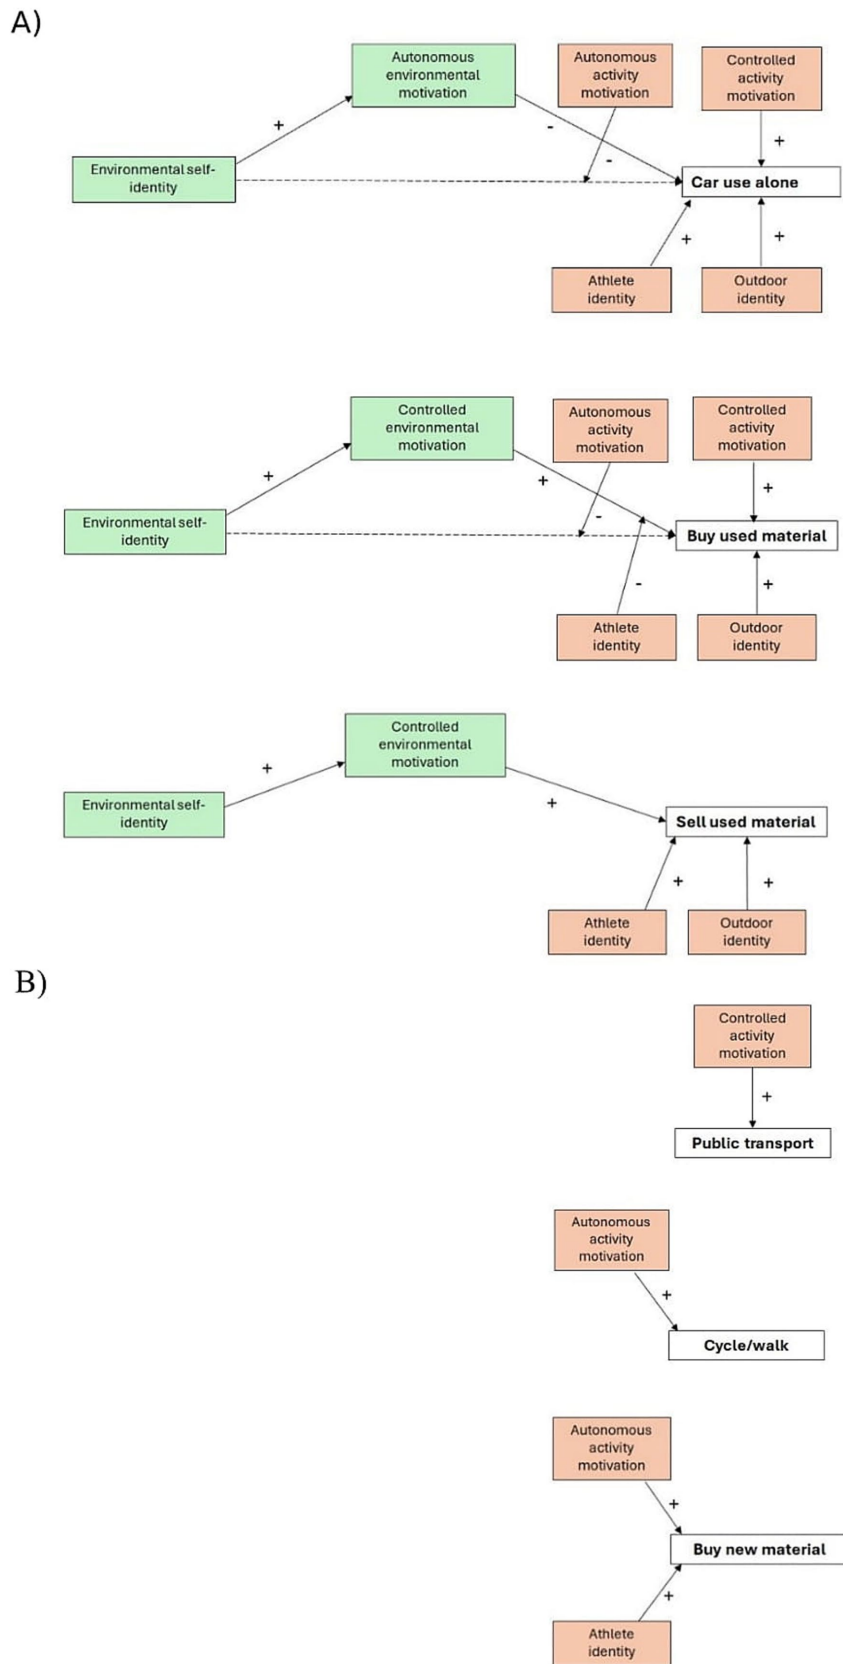 A)
Autonomous
environmental
motivation
Autonomous
activity
motivation
Controlled
activity
motivation
+
-
-
+
Environmental self-
identity
Car use alone
+
+
Athlete
identity
Outdoor
identity
Controlled
environmental
motivation
Autonomous
activity
motivation
Controlled
activity
motivation
+
+
-
+
Environmental self-
identity
Buy used material
-
+
Athlete
identity
Outdoor
identity
Controlled
environmental
motivation
+
+
Environmental self-
identity
Sell used material
+
+
Athlete
identity
Outdoor
identity
B)
Controlled
activity
motivation
+
Public transport
Autonomous
activity
motivation
+
Cycle/walk
Autonomous
activity
motivation
+
Buy new material
+
Athlete
identity